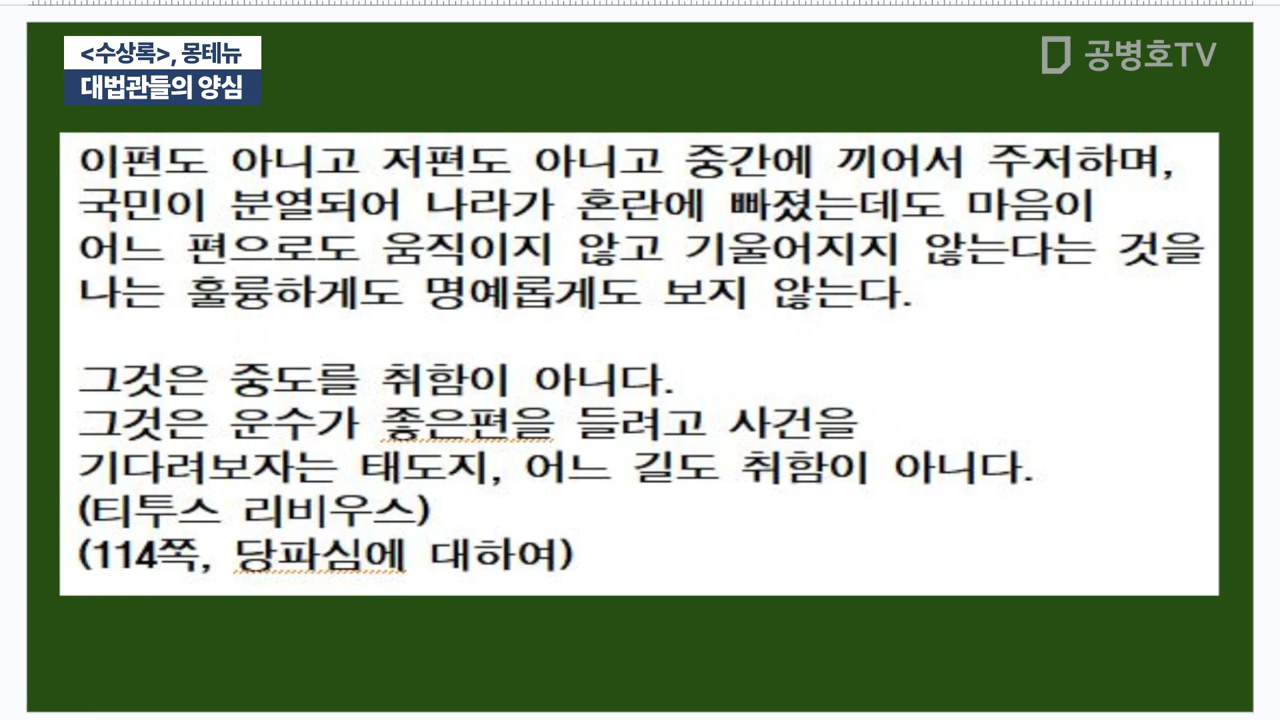 <수상록>, 몽테뉴
대법관들의 양심
공병호TV
이편도 아니고 저편도 아니고 중간에 끼어서 주저하며,
국민이 분열되어 나라가 혼란에 빠졌는데도 마음이
어느 편으로도 움직이지 않고 기울어지지 않는다는 것을
나는 훌륭하게도 명예롭게도 보지 않는다.
그것은 중도를 취함이 아니다.
그것은 운수가 좋은편을 들려고 사건을
기다려보자는 태도지, 어느 길도 취함이 아니다.
(티투스 리비우스)
(114쪽, 당파심에 대하여)